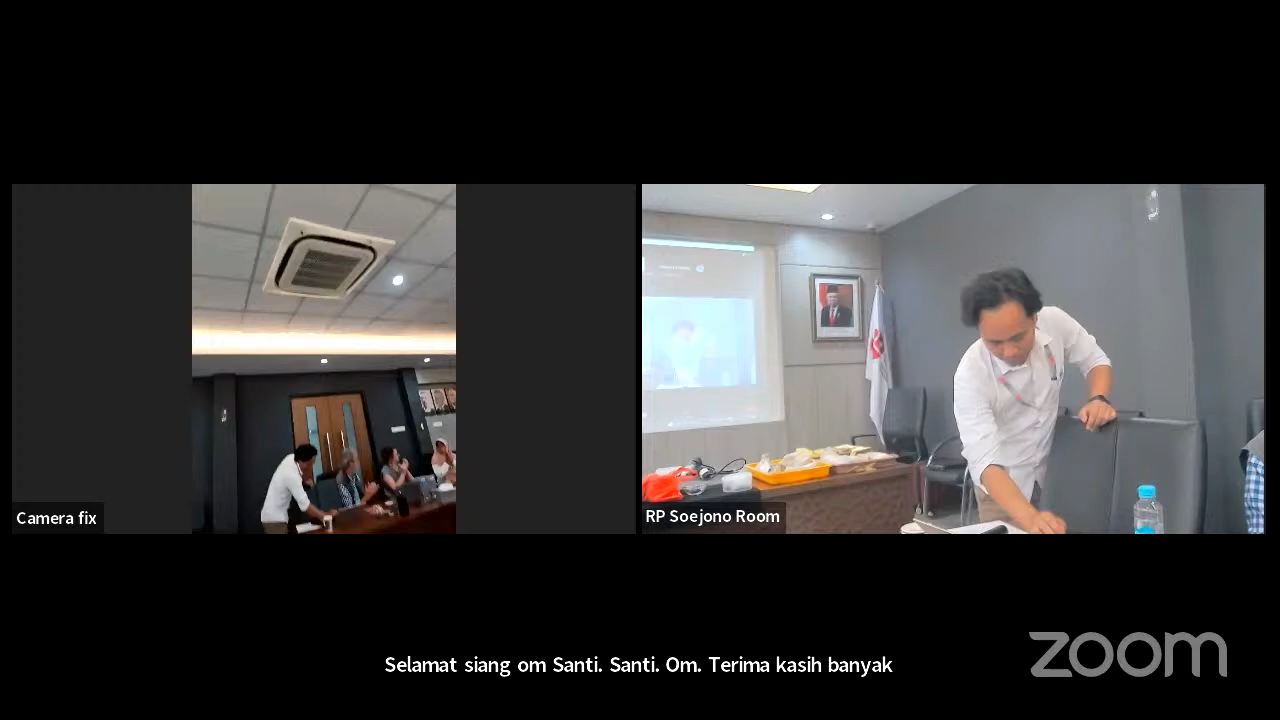 Camera fix
RP Soejono Room
Selamat siang om Santi. Santi. Om. Terima kasih banyak
zoom